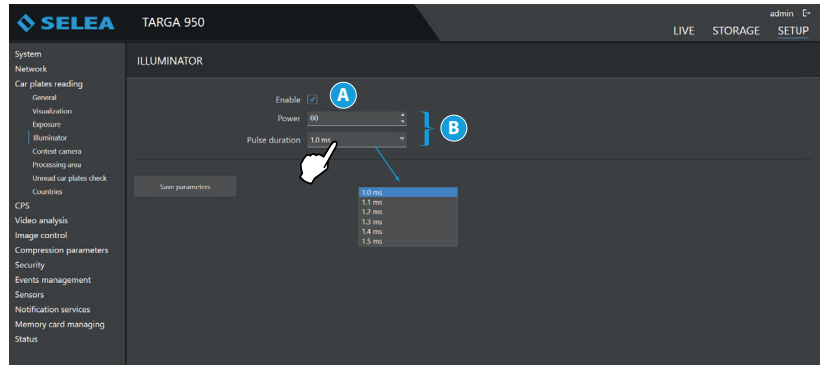 SELEA
TARGA 950
admin
LIVE STORAGE SETUP
System
Network
Car plates reading
General
Visualization
Exposure
Illuminator
Context camera
Processing area
Unread car plates check
Countries
CPS
Video analysis
Image control
Compression parameters
Security
Events management
Sensors
Notification services
Memory card managing
Status
ILLUMINATOR
Enable
A
Power 60
B
Pulse duration 1.0 ms
Save parameters
1.0 ms
1.1 ms
1.2 ms
1.3 ms
1.4 ms
1.5 ms